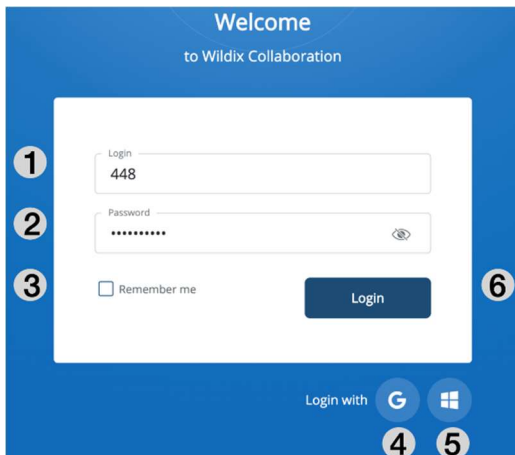 Welcome
to Wildix Collaboration
1
Login
448
2
Password
••••••••••
3
Remember me
Login
6
Login with
G
4
5